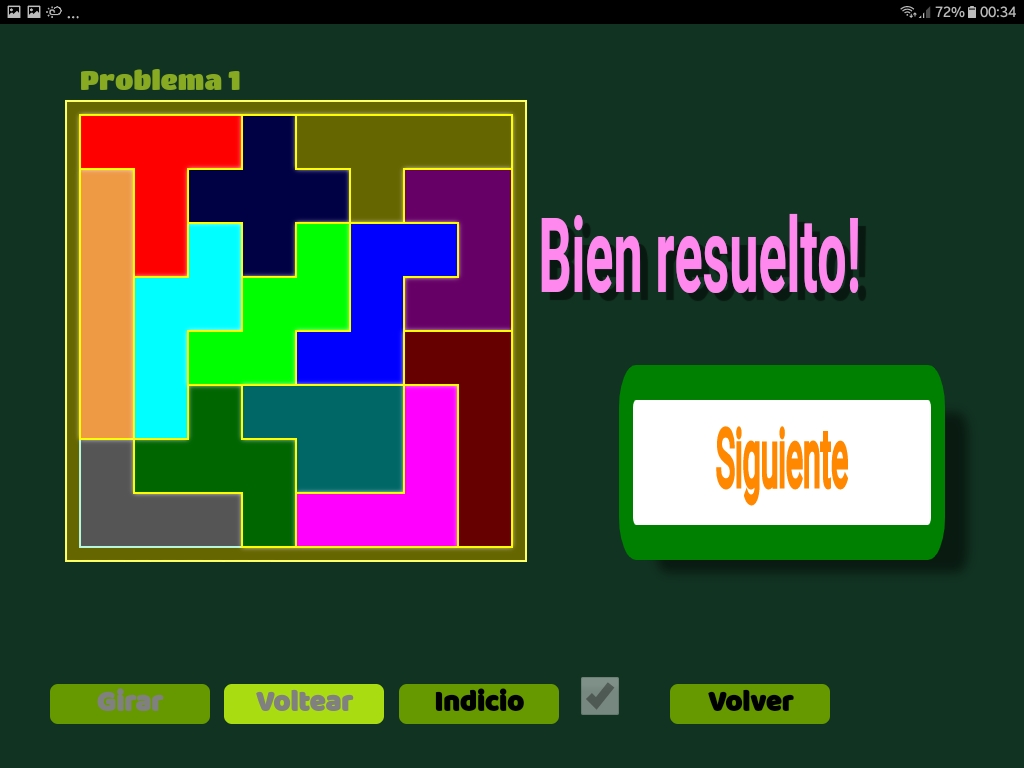 ... 72% 00:34
Problema 1
Bien resuelto!
Siguiente
Girar Voltear Indicio Volver